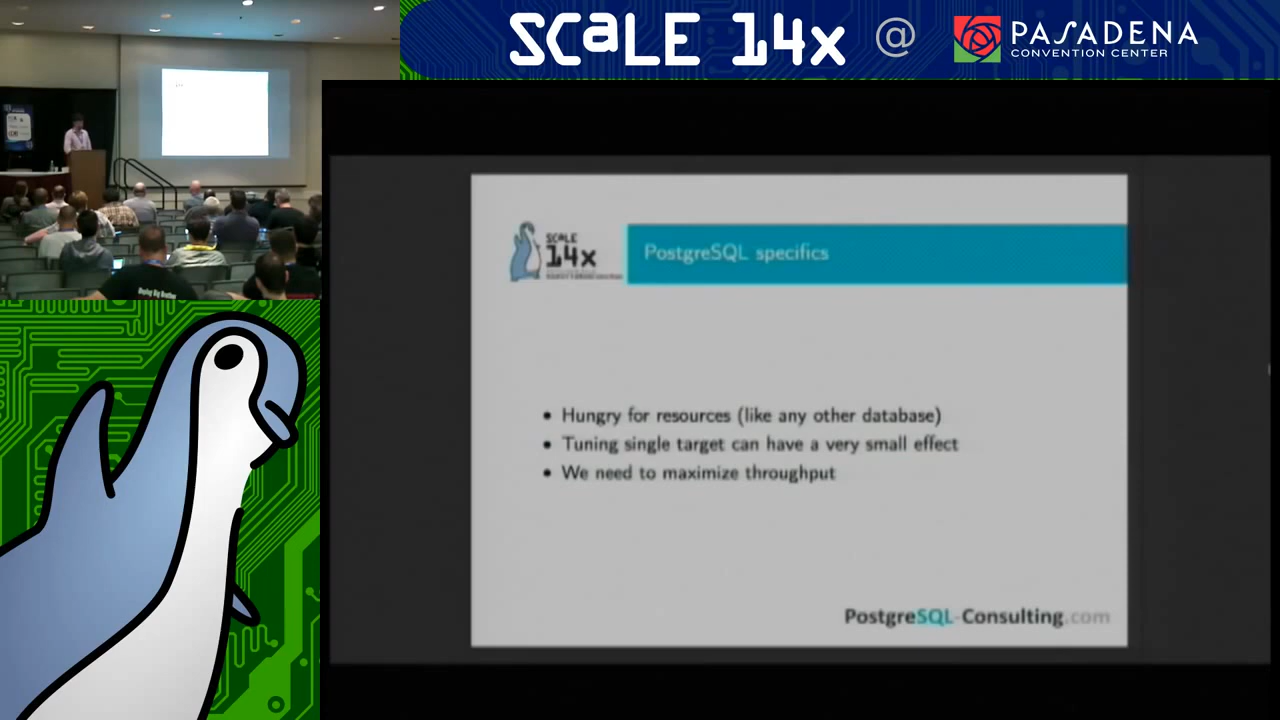 SCaLE 14x @ PASADENA
CONVENTION CENTER
SCALE
14x
PostgreSQL specifics
• Hungry for resources (like any other database)
• Tuning single target can have a very small effect
• We need to maximize throughput
PostgreSQL-Consulting.com